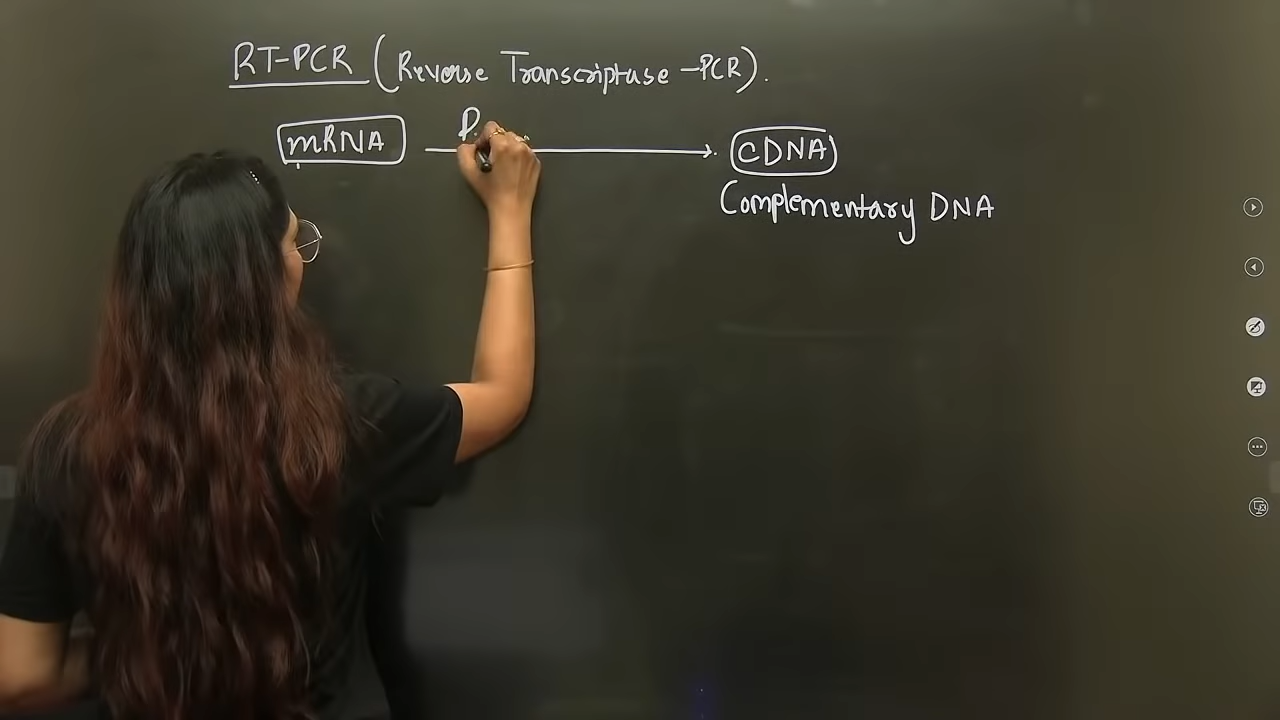 RT-PCR (Reverse Transcriptase -PCR).
mRNA → cDNA
Complementary DNA